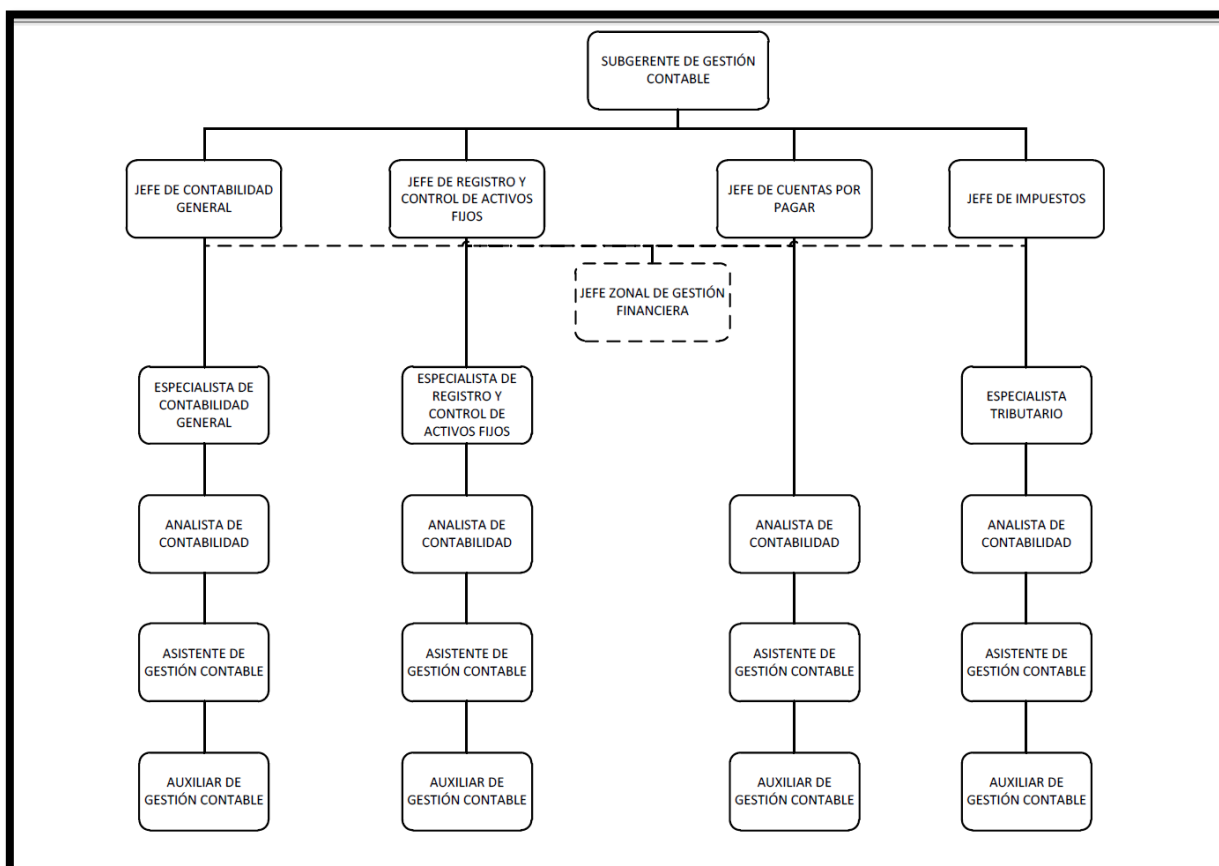 SUBGERENTE DE GESTIÓN
CONTABLE
JEFE DE CONTABILIDAD
GENERAL
JEFE DE REGISTRO Y
CONTROL DE ACTIVOS
FIJOS
JEFE DE CUENTAS POR
PAGAR
JEFE DE IMPUESTOS
JEFE ZONAL DE GESTIÓN
FINANCIERA
ESPECIALISTA DE
CONTABILIDAD
GENERAL
ESPECIALISTA DE
REGISTRO Y
CONTROL DE
ACTIVOS FIJOS
ESPECIALISTA
TRIBUTARIO
ANALISTA DE
CONTABILIDAD
ANALISTA DE
CONTABILIDAD
ANALISTA DE
CONTABILIDAD
ANALISTA DE
CONTABILIDAD
ASISTENTE DE
GESTIÓN CONTABLE
ASISTENTE DE
GESTIÓN CONTABLE
ASISTENTE DE
GESTIÓN CONTABLE
ASISTENTE DE
GESTIÓN CONTABLE
AUXILIAR DE
GESTIÓN CONTABLE
AUXILIAR DE
GESTIÓN CONTABLE
AUXILIAR DE
GESTIÓN CONTABLE
AUXILIAR DE
GESTIÓN CONTABLE